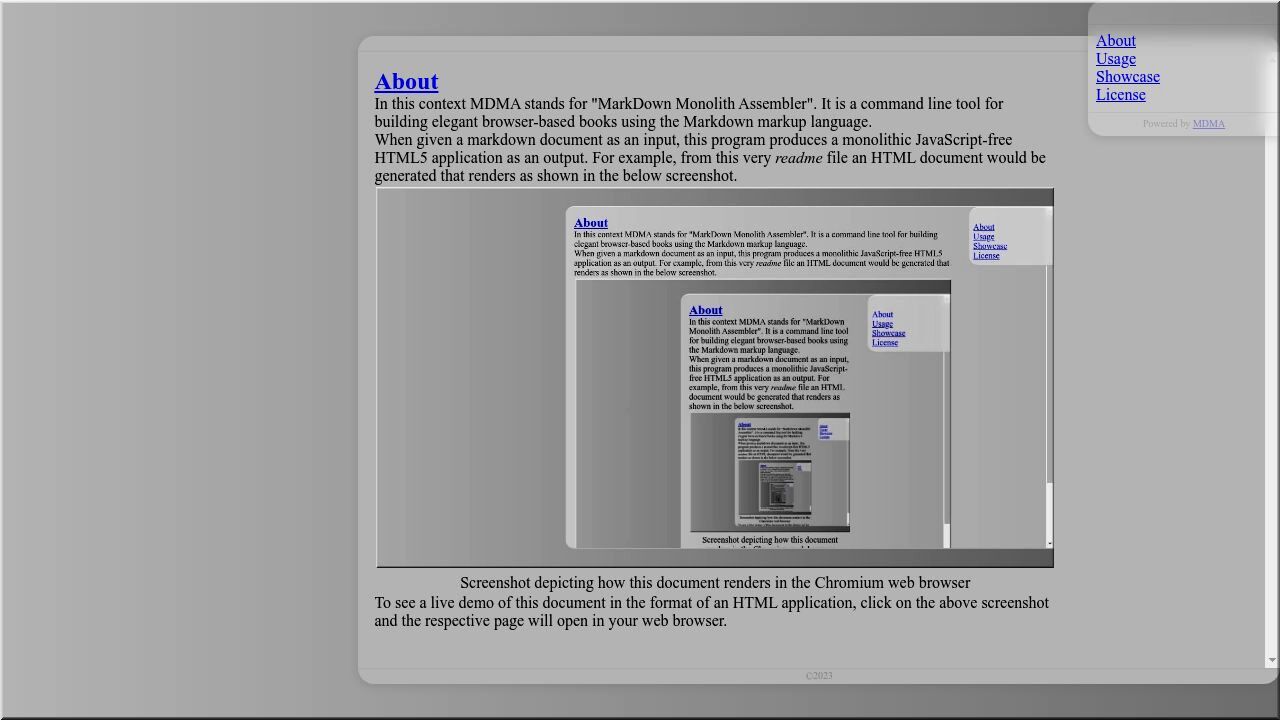 About
In this context MDMA stands for "MarkDown Monolith Assembler". It is a command line tool for
building elegant browser-based books using the Markdown markup language.
When given a markdown document as an input, this program produces a monolithic JavaScript-free
HTML5 application as an output. For example, from this very readme file an HTML document would be
generated that renders as shown in the below screenshot.
About
In this context MDMA stands for "MarkDown Monolith Assembler". It is a command line tool for building
elegant browser-based books using the Markdown markup language.
When given a markdown document as an input, this program produces a monolithic JavaScript-free HTML5
application as an output. For example, from this very readme file an HTML document would be generated that
renders as shown in the below screenshot.
About
Usage
Showcase
License
About
In this context MDMA stands for "MarkDown
Monolith Assembler". It is a command line tool
for building elegant browser-based books using
the Markdown markup language.
When given a markdown document as an input,
this program produces a monolithic JavaScript-
free HTML5 application as an output. For
example, from this very readme file an HTML
document would be generated that renders as
shown in the below screenshot.
About
Usage
Showcase
License
Screenshot depicting how this document
Screenshot depicting how this document renders in the Chromium web browser
To see a live demo of this document in the format of an HTML application, click on the above screenshot
and the respective page will open in your web browser.
©2023
About
Usage
Showcase
License
Powered by MDMA